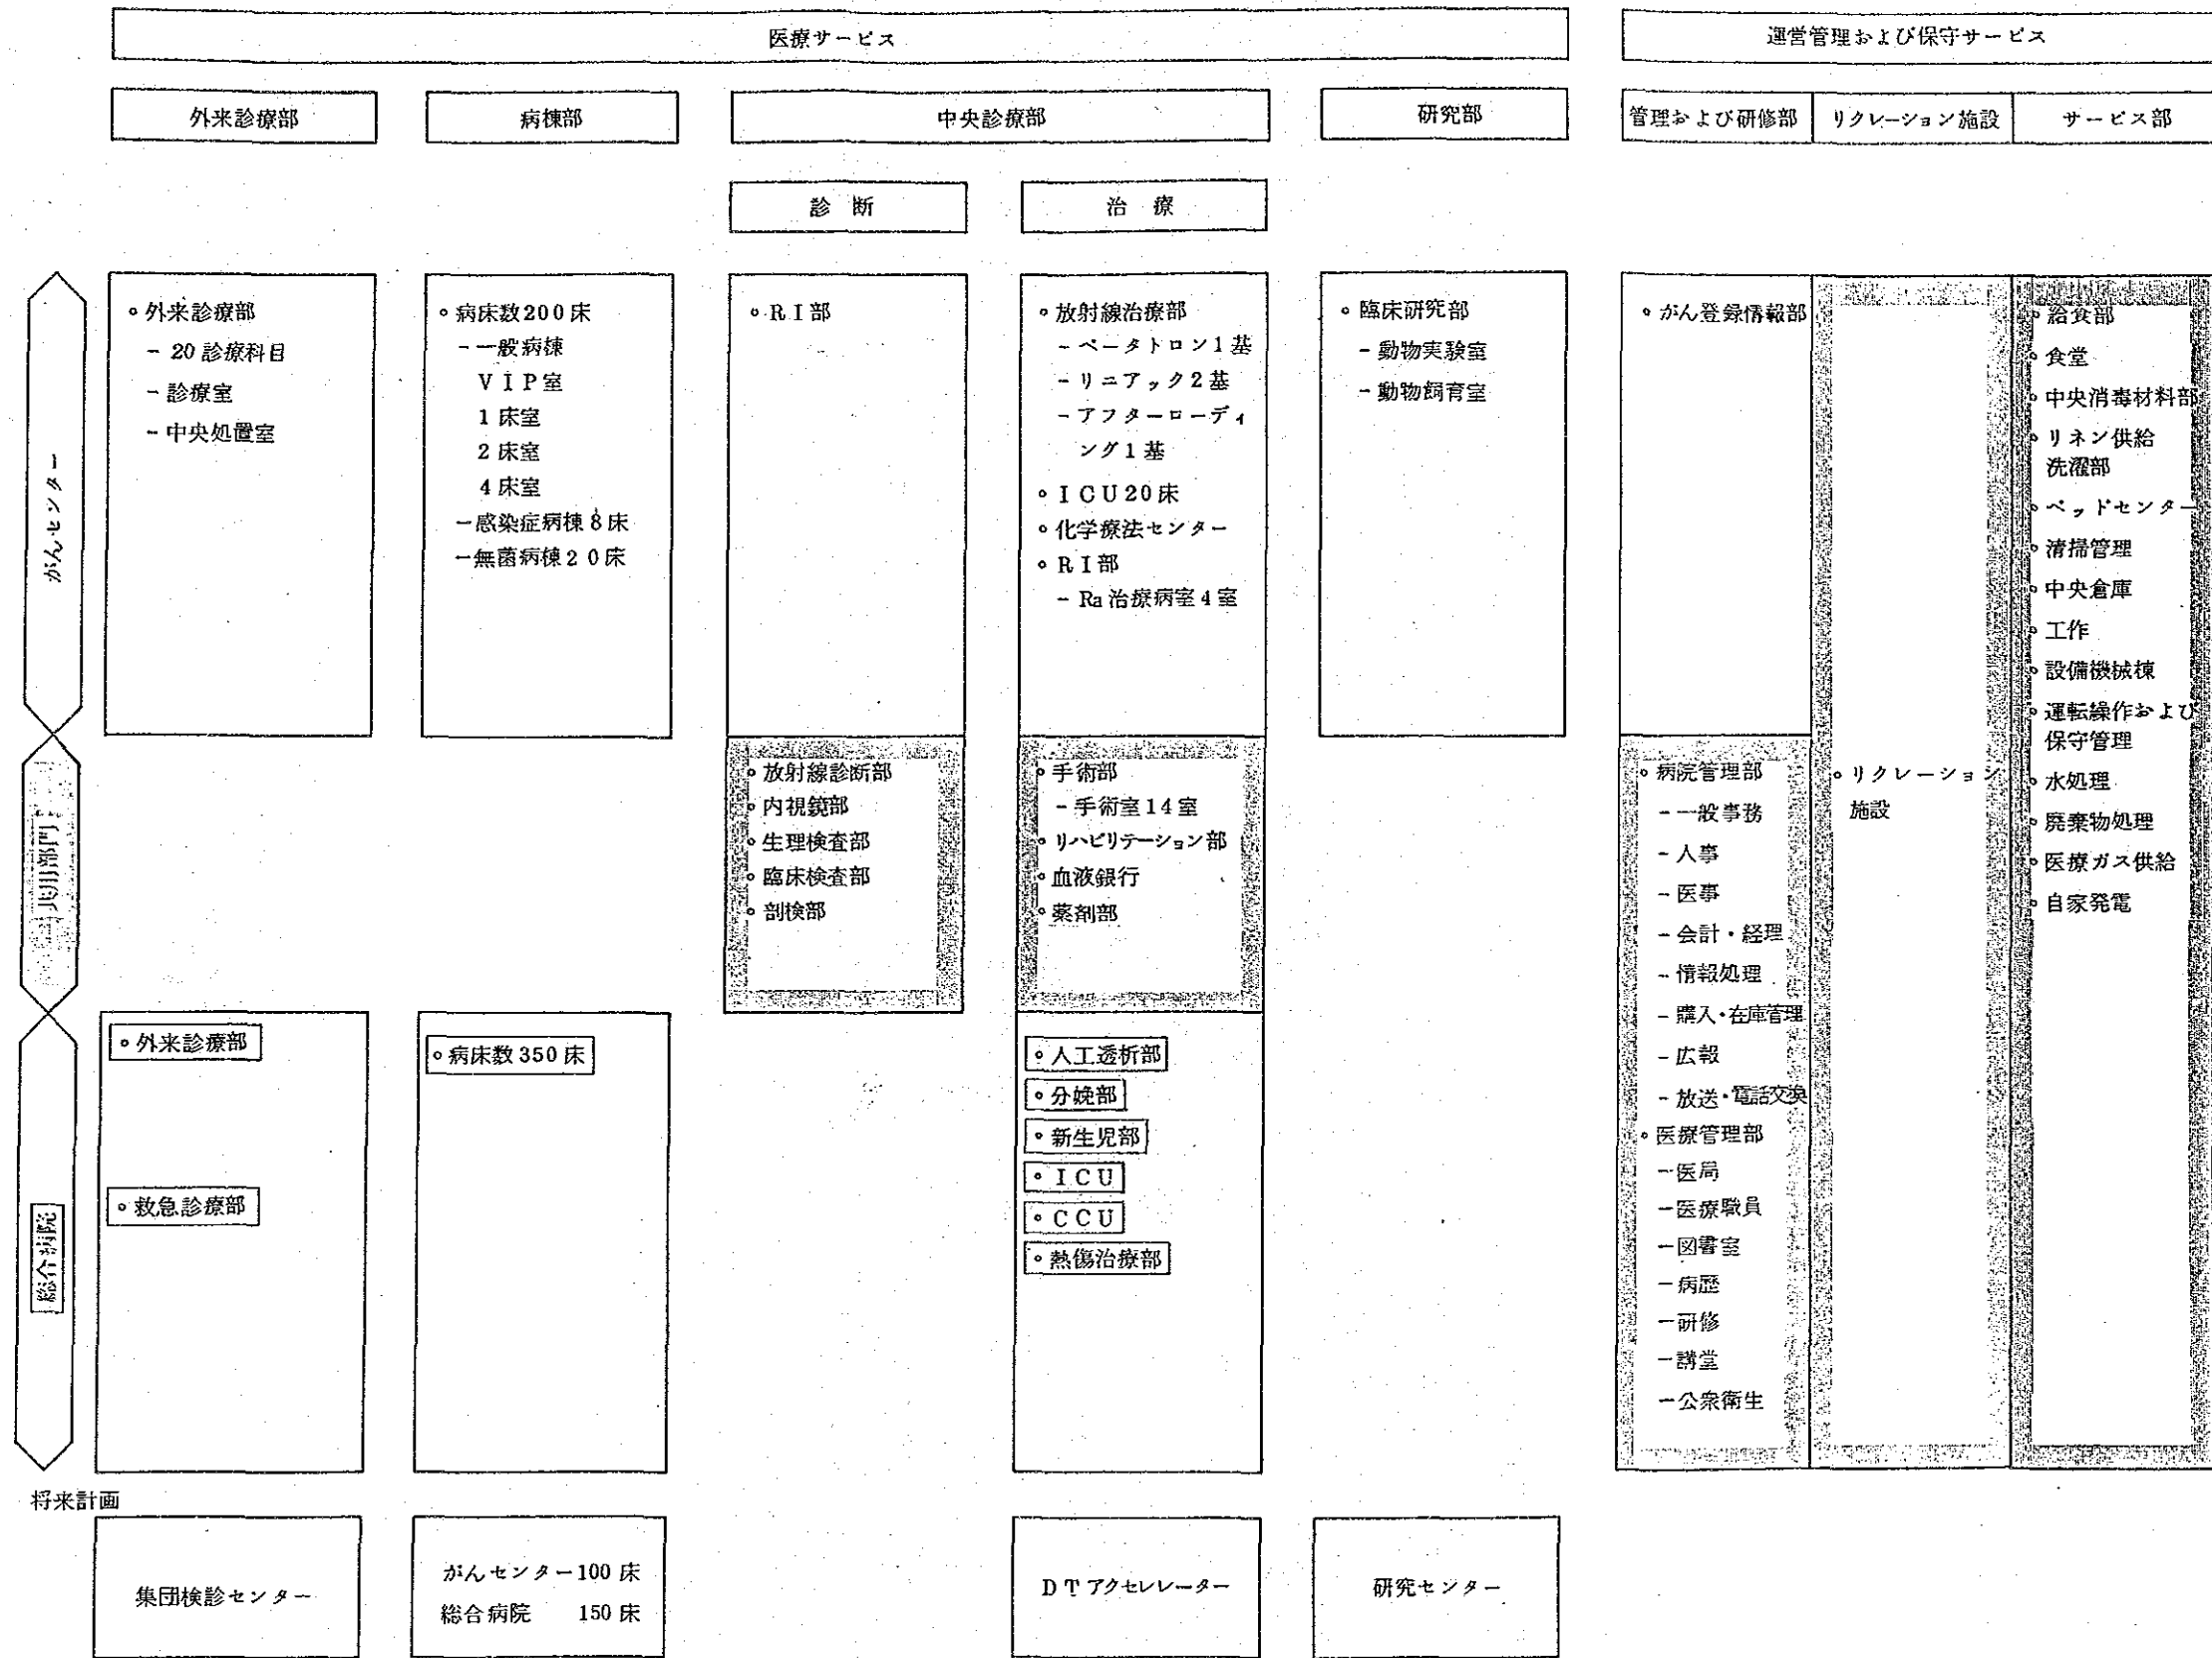 医療サービス
運営管理および保守サービス
外来診療部
病棟部
中央診療部
研究部
管理および研修部
リクレーション施設
サービス部
診 断
治 療
がんセンター
◦外来診療部
- 20診療科目
- 診療室
- 中央処置室
◦病床数200床
- 一般病棟
VIP室
1床室
2床室
4床室
-感染症病棟8床
-無菌病棟20床
◦RI部
◦放射線治療部
- ベータトロン1基
- リニアック2基
- アフターローディ
ング1基
◦ICU20床
◦化学療法センター
◦RI部
- Ra治療病室4室
◦臨床研究部
- 動物実験室
- 動物飼育室
◦がん登録情報部
共用部門
◦放射線診断部
◦内視鏡部
◦生理検査部
◦臨床検査部
◦剖検部
◦手術部
- 手術室14室
◦リハビリテーション部
◦血液銀行
◦薬剤部
◦病院管理部
- 一般事務
- 人事
- 医事
- 会計・経理
- 情報処理
- 購入・在庫管理
- 広報
- 放送・電話交換
◦医療管理部
-医局
-医療職員
-図書室
-病歴
-研修
-講堂
-公衆衛生
◦リクレーション
施設
◦給食部
◦食堂
◦中央消毒材料部
◦リネン供給
洗濯部
◦ベッドセンター
◦清掃管理
◦中央倉庫
◦工作
◦設備機械棟
◦運転操作および
保守管理
◦水処理
◦廃棄物処理
◦医療ガス供給
◦自家発電
総合病院
◦外来診療部
◦救急診療部
◦病床数350床
◦人工透析部
◦分娩部
◦新生児部
◦ICU
◦CCU
◦熱傷治療部
将来計画
集団検診センター
がんセンター100床
総合病院 150床
DTアクセレレーター
研究センター